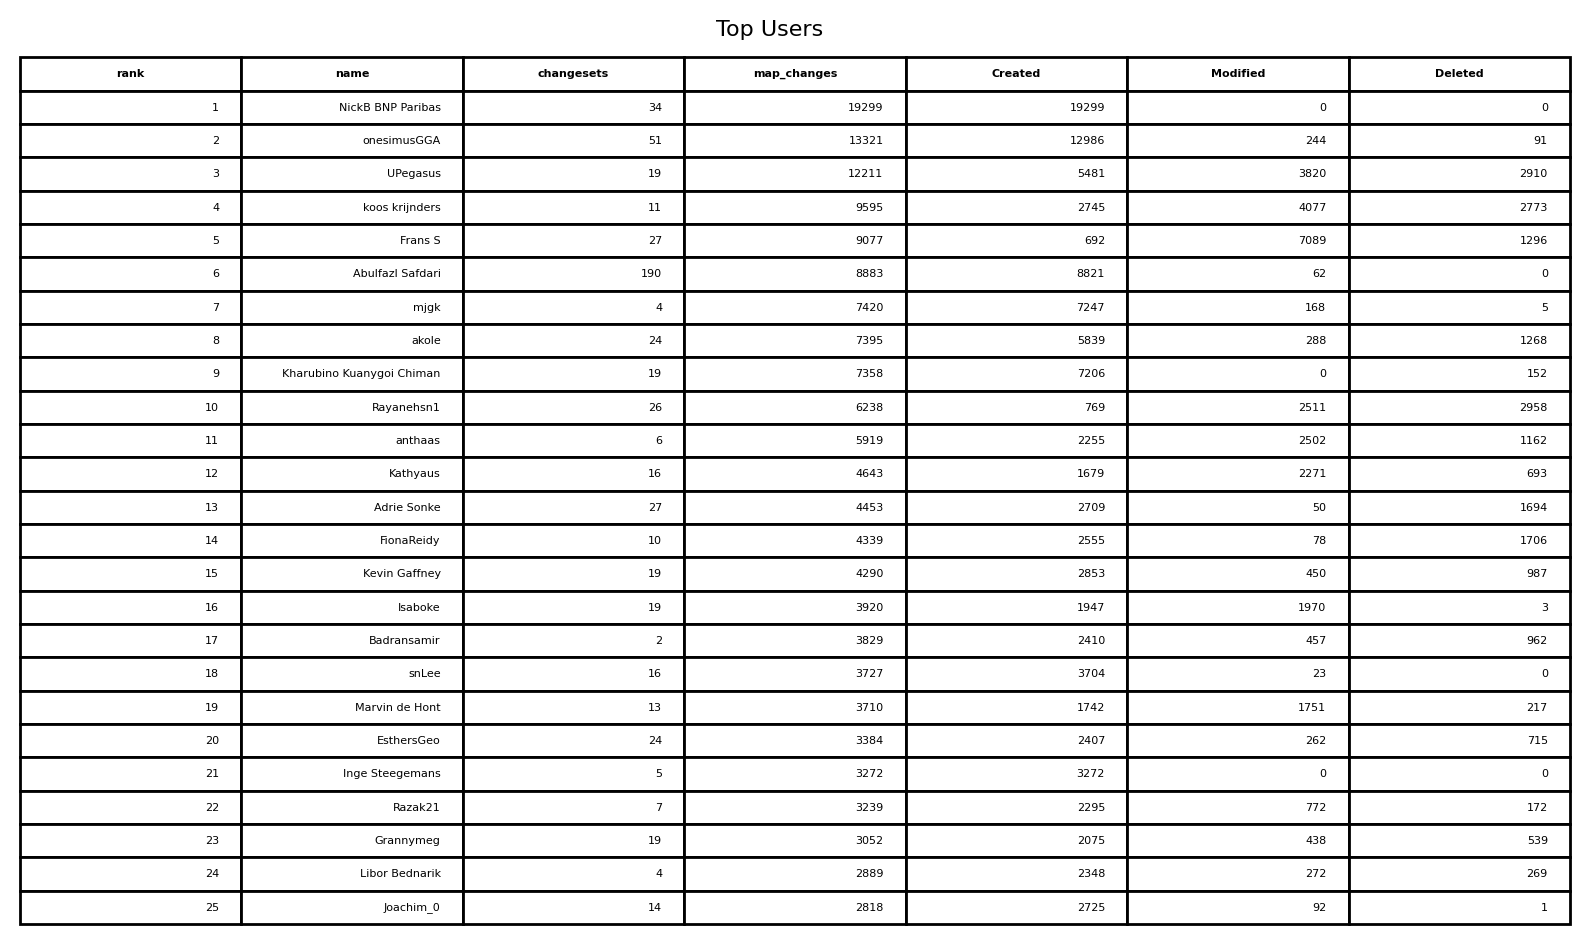 Top Users
rank name changesets map_changes Created Modified Deleted
1 NickB BNP Paribas 34 19299 19299 0 0
2 onesimusGGA 51 13321 12986 244 91
3 UPegasus 19 12211 5481 3820 2910
4 koos krijnders 11 9595 2745 4077 2773
5 Frans S 27 9077 692 7089 1296
6 Abulfazl Safdari 190 8883 8821 62 0
7 mjgk 4 7420 7247 168 5
8 akole 24 7395 5839 288 1268
9 Kharubino Kuanygoi Chiman 19 7358 7206 0 152
10 Rayanehsn1 26 6238 769 2511 2958
11 anthaas 6 5919 2255 2502 1162
12 Kathyaus 16 4643 1679 2271 693
13 Adrie Sonke 27 4453 2709 50 1694
14 FionaReidy 10 4339 2555 78 1706
15 Kevin Gaffney 19 4290 2853 450 987
16 Isaboke 19 3920 1947 1970 3
17 Badransamir 2 3829 2410 457 962
18 snLee 16 3727 3704 23 0
19 Marvin de Hont 13 3710 1742 1751 217
20 EsthersGeo 24 3384 2407 262 715
21 Inge Steegemans 5 3272 3272 0 0
22 Razak21 7 3239 2295 772 172
23 Grannymeg 19 3052 2075 438 539
24 Libor Bednarik 4 2889 2348 272 269
25 Joachim_0 14 2818 2725 92 1